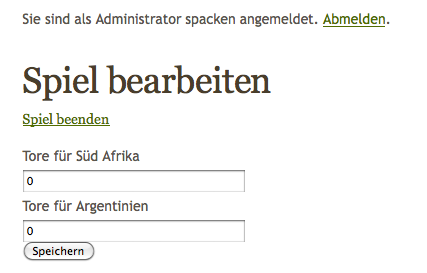 Sie sind als Administrator spacken angemeldet. Abmelden.
Spiel bearbeiten
Spiel beenden
Tore für Süd Afrika
0
Tore für Argentinien
0
Speichern